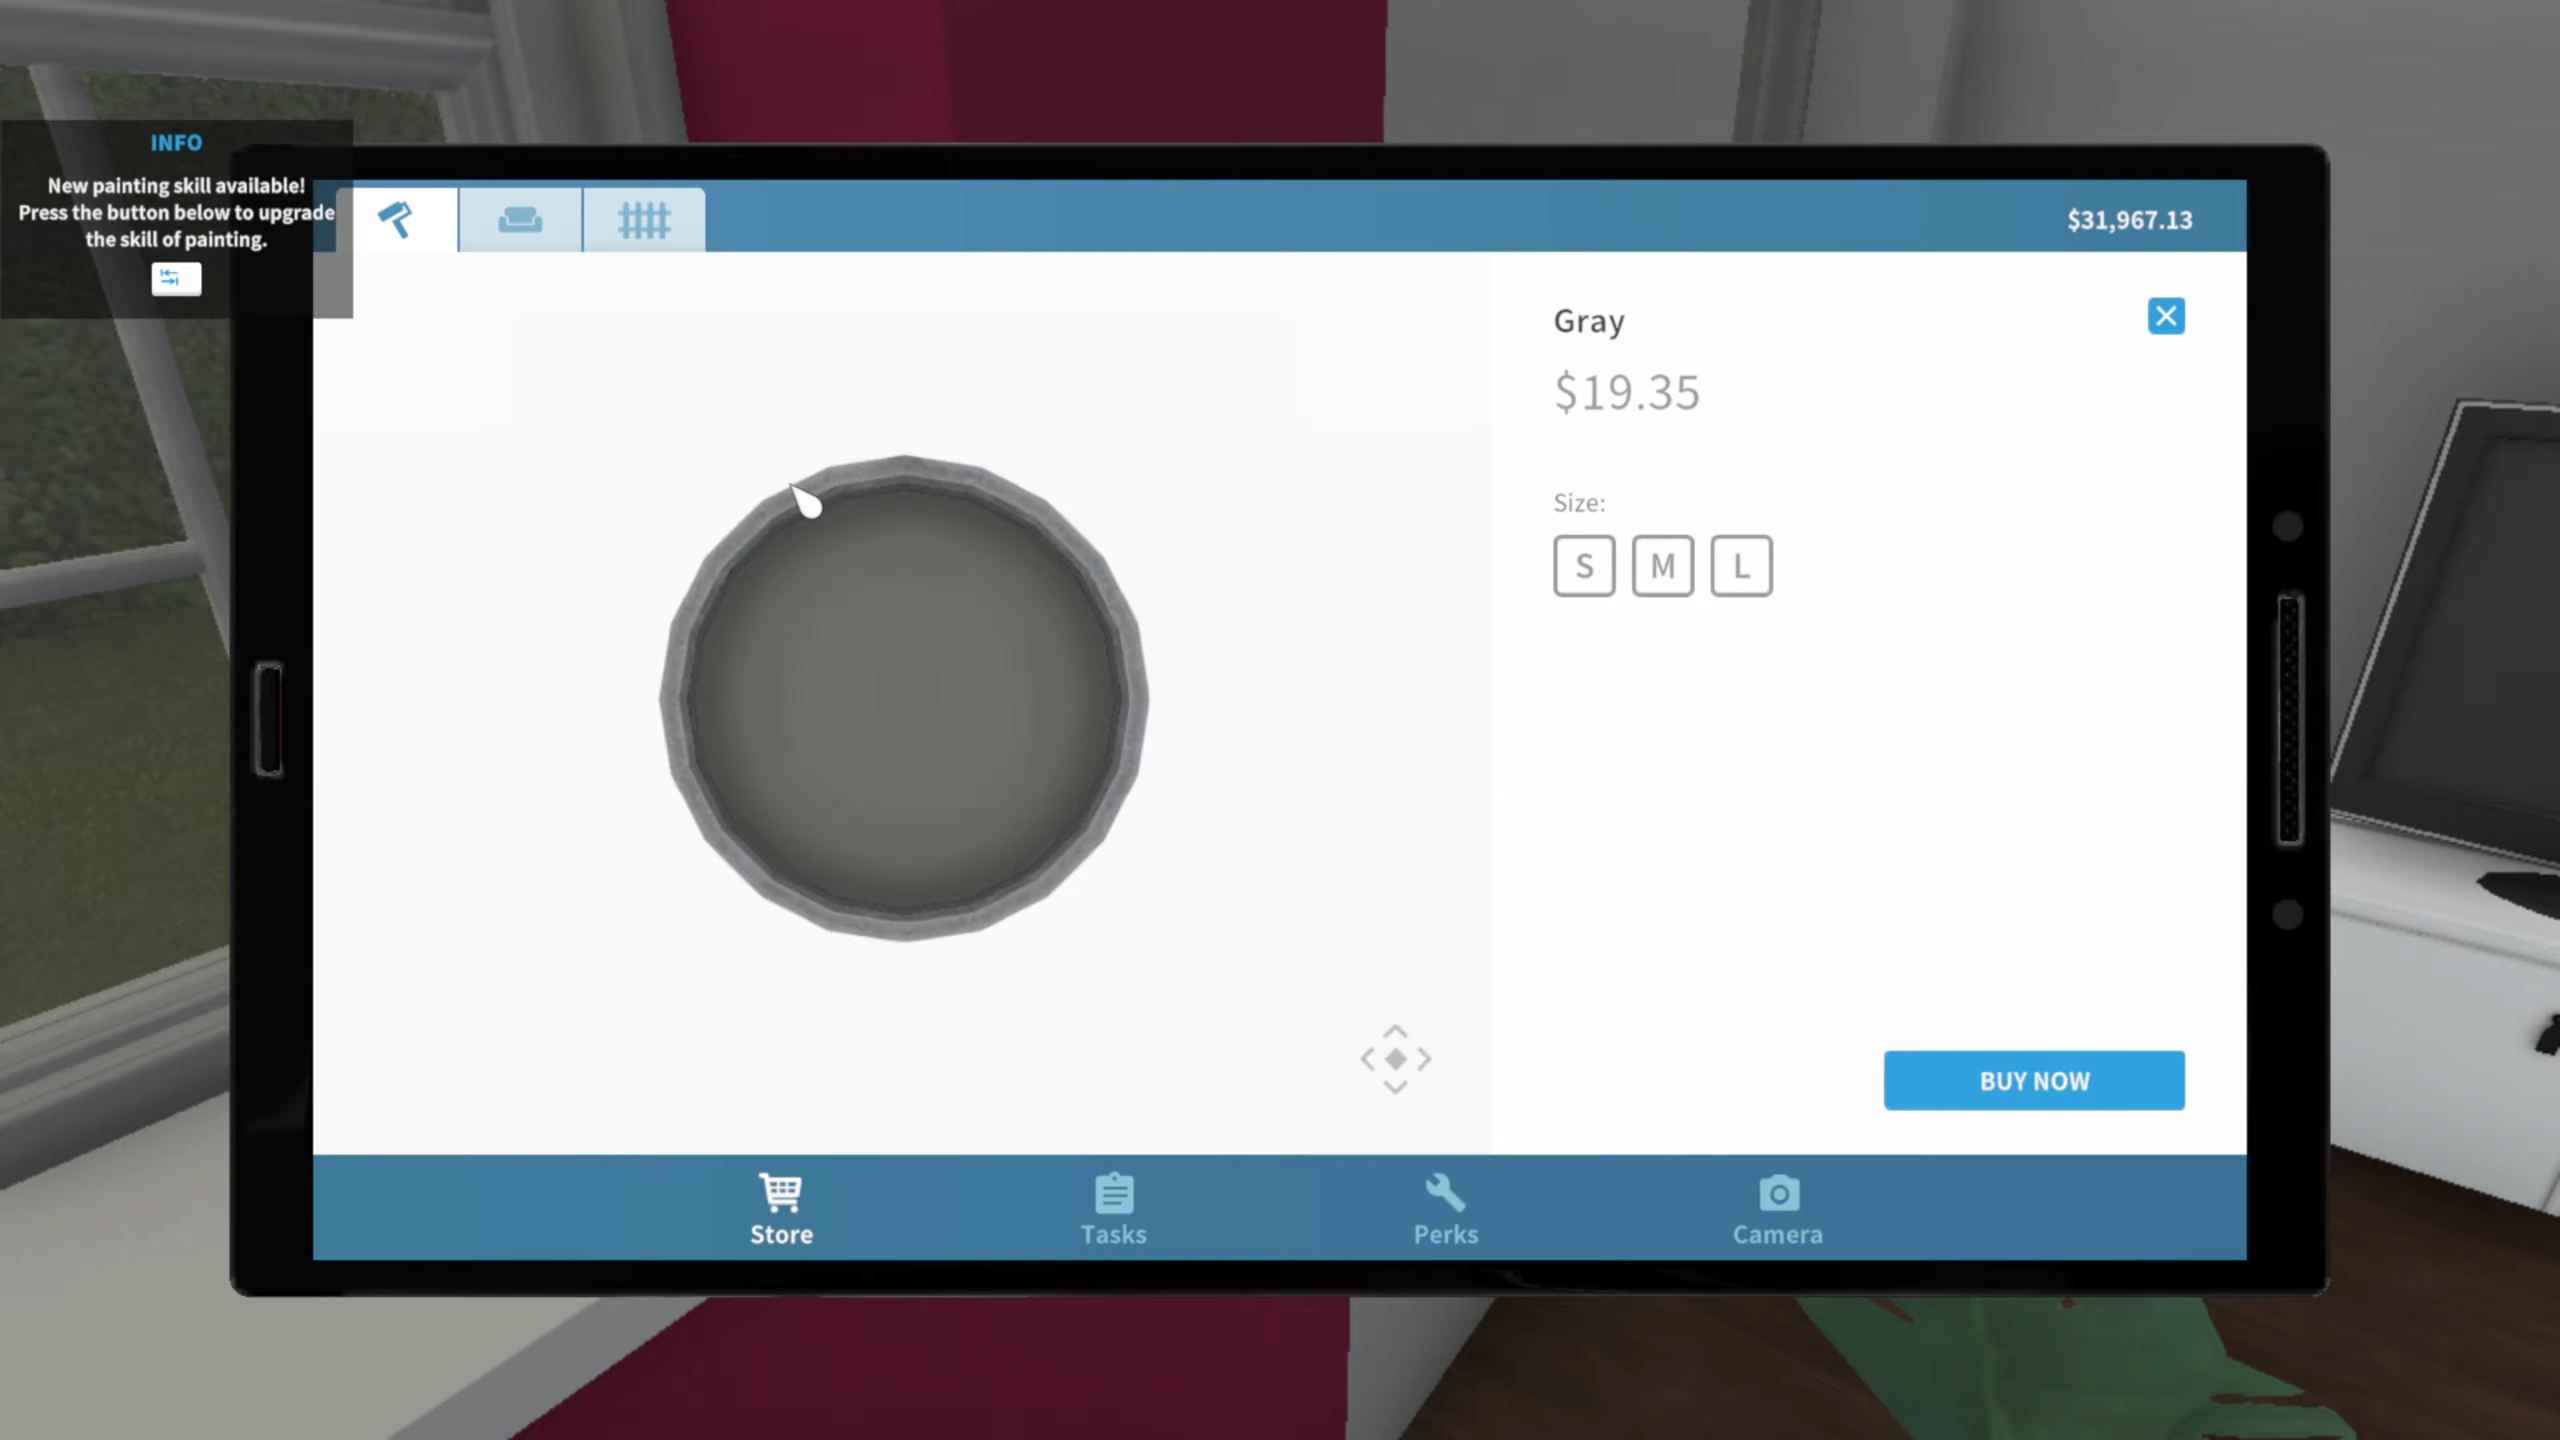 INFO
New painting skill available!
Press the button below to upgrade
the skill of painting.
$31,967.13
Gray
$19.35
Size:
S M L
BUY NOW
Store Tasks Perks Camera